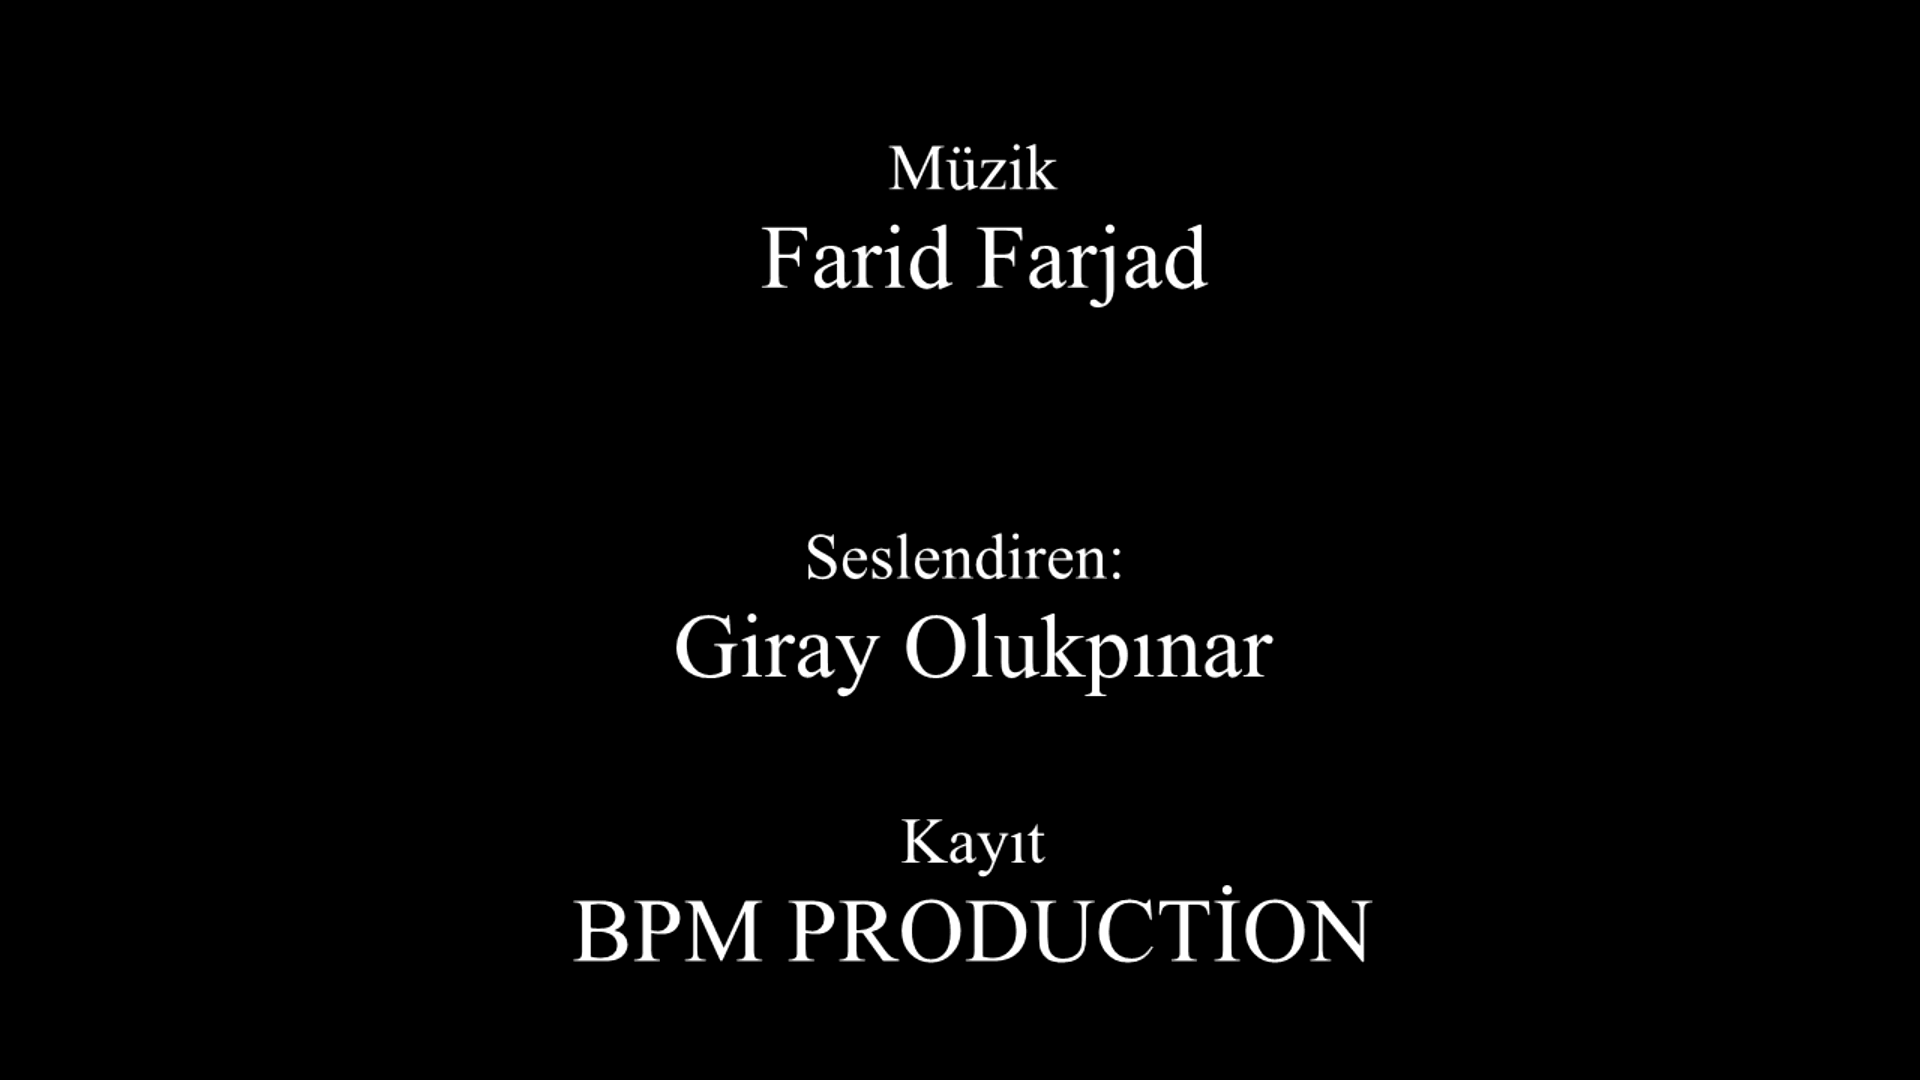 Müzik
Farid Farjad
Seslendiren:
Giray Olukpınar
Kayıt
BPM PRODUCTİON